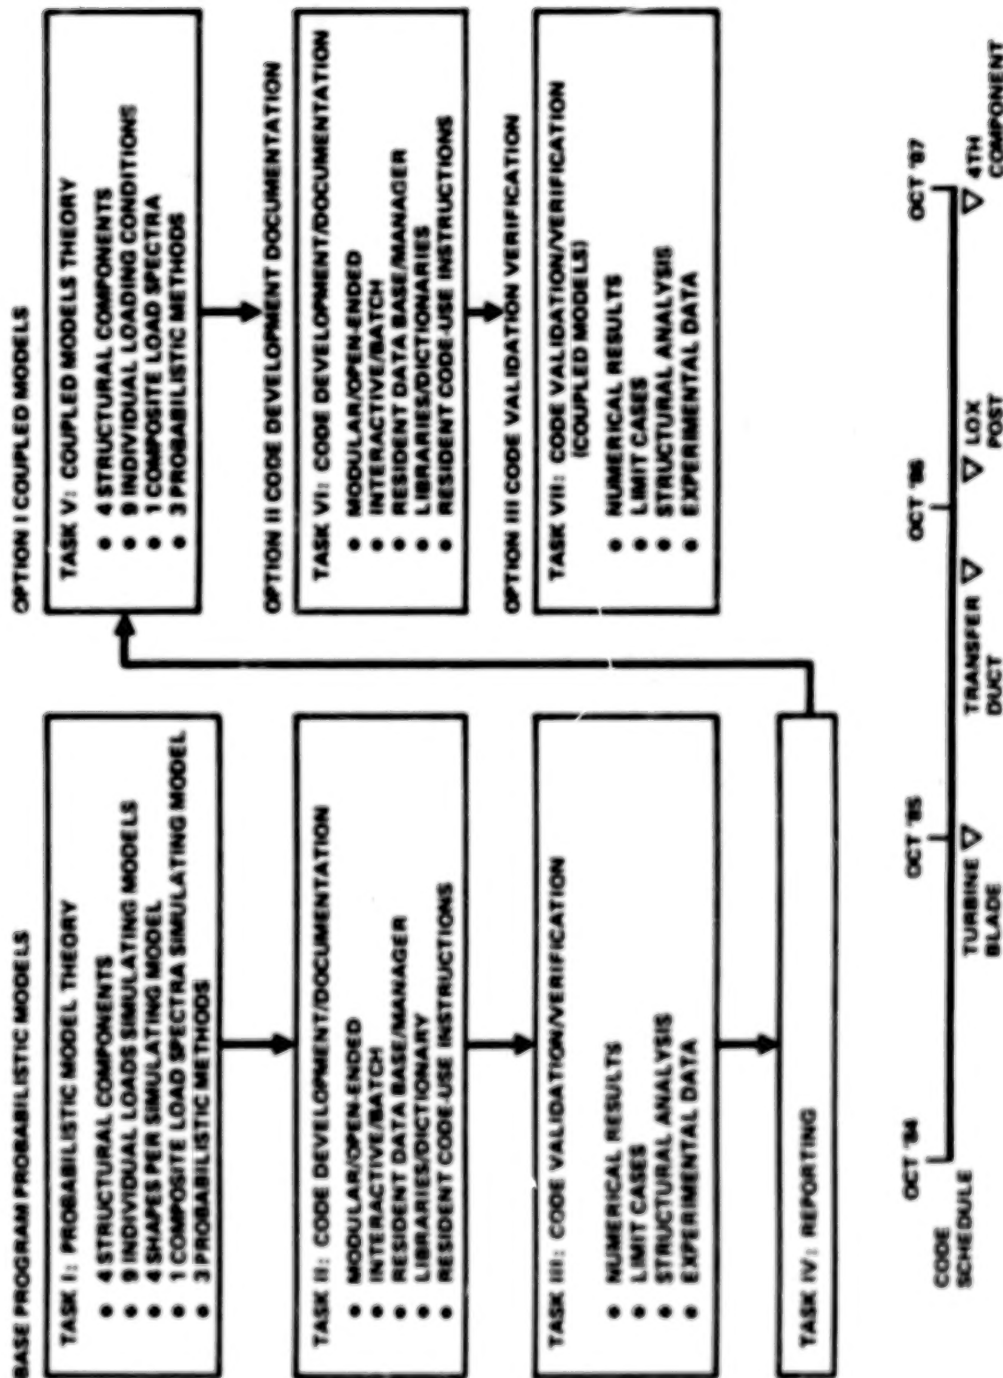 BASE PROGRAM PROBABILISTIC MODELS
TASK I: PROBABILISTIC MODEL THEORY
• 4 STRUCTURAL COMPONENTS
• 9 INDIVIDUAL LOADS SIMULATING MODELS
• 4 SHAPES PER SIMULATING MODEL
• 1 COMPOSITE LOAD SPECTRA SIMULATING MODEL
• 3 PROBABILISTIC METHODS
TASK II: CODE DEVELOPMENT/DOCUMENTATION
• MODULAR/OPEN-ENDED
• INTERACTIVE/BATCH
• RESIDENT DATA BASE/MANAGER
• LIBRARIES/DICTIONARY
• RESIDENT CODE-USE INSTRUCTIONS
TASK III: CODE VALIDATION/VERIFICATION
• NUMERICAL RESULTS
• LIMIT CASES
• STRUCTURAL ANALYSIS
• EXPERIMENTAL DATA
TASK IV: REPORTING
OPTION I COUPLED MODELS
TASK V: COUPLED MODELS THEORY
• 4 STRUCTURAL COMPONENTS
• 9 INDIVIDUAL LOADING CONDITIONS
• 1 COMPOSITE LOAD SPECTRA
• 3 PROBABILISTIC METHODS
OPTION II CODE DEVELOPMENT DOCUMENTATION
TASK VI: CODE DEVELOPMENT/DOCUMENTATION
• MODULAR/OPEN-ENDED
• INTERACTIVE/BATCH
• RESIDENT DATA BASE/MANAGER
• LIBRARIES/DICTIONARIES
• RESIDENT CODE-USE INSTRUCTIONS
OPTION III CODE VALIDATION VERIFICATION
TASK VII: CODE VALIDATION/VERIFICATION
(COUPLED MODELS)
• NUMERICAL RESULTS
• LIMIT CASES
• STRUCTURAL ANALYSIS
• EXPERIMENTAL DATA
CODE
SCHEDULE
OCT '84
OCT '85
OCT '86
OCT '87
TURBINE
BLADE
TRANSFER
DUCT
LOX
POST
4TH
COMPONENT